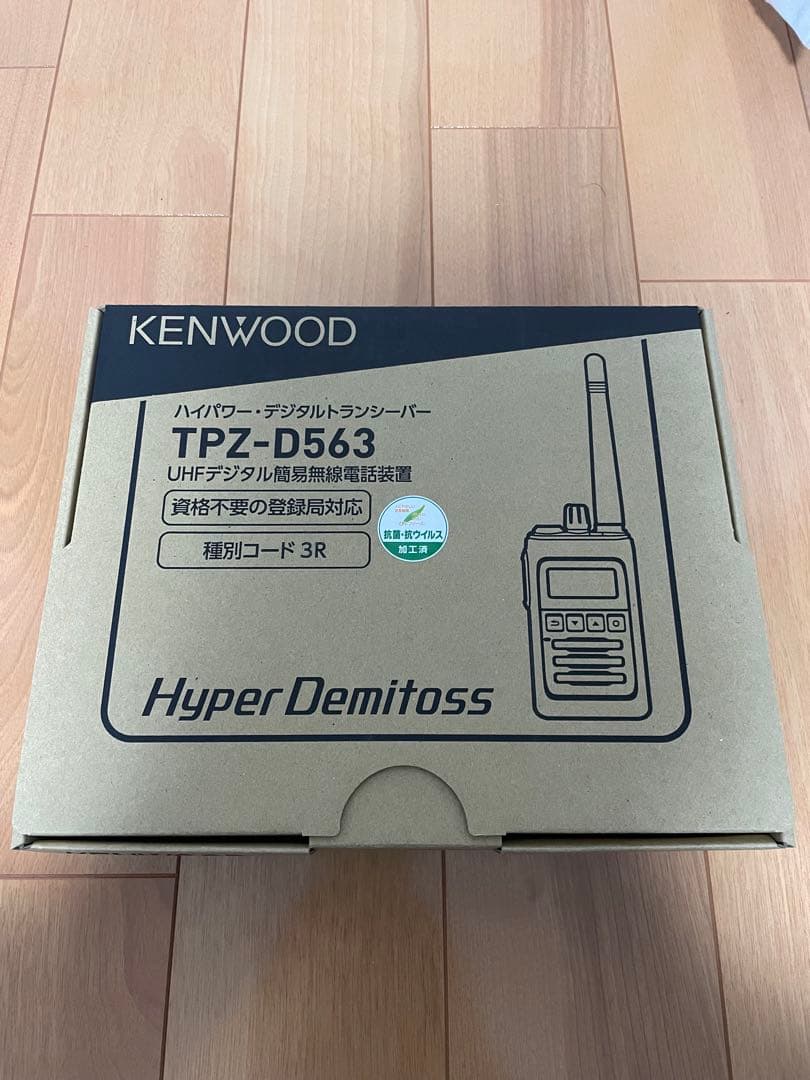 KENWOOD
ハイパワー・デジタルトランシーバー
TPZ-D563
UHFデジタル簡易無線電話装置
資格不要の登録局対応
種別コード 3R
抗菌・抗ウイルス
加工済
Hyper Demitoss